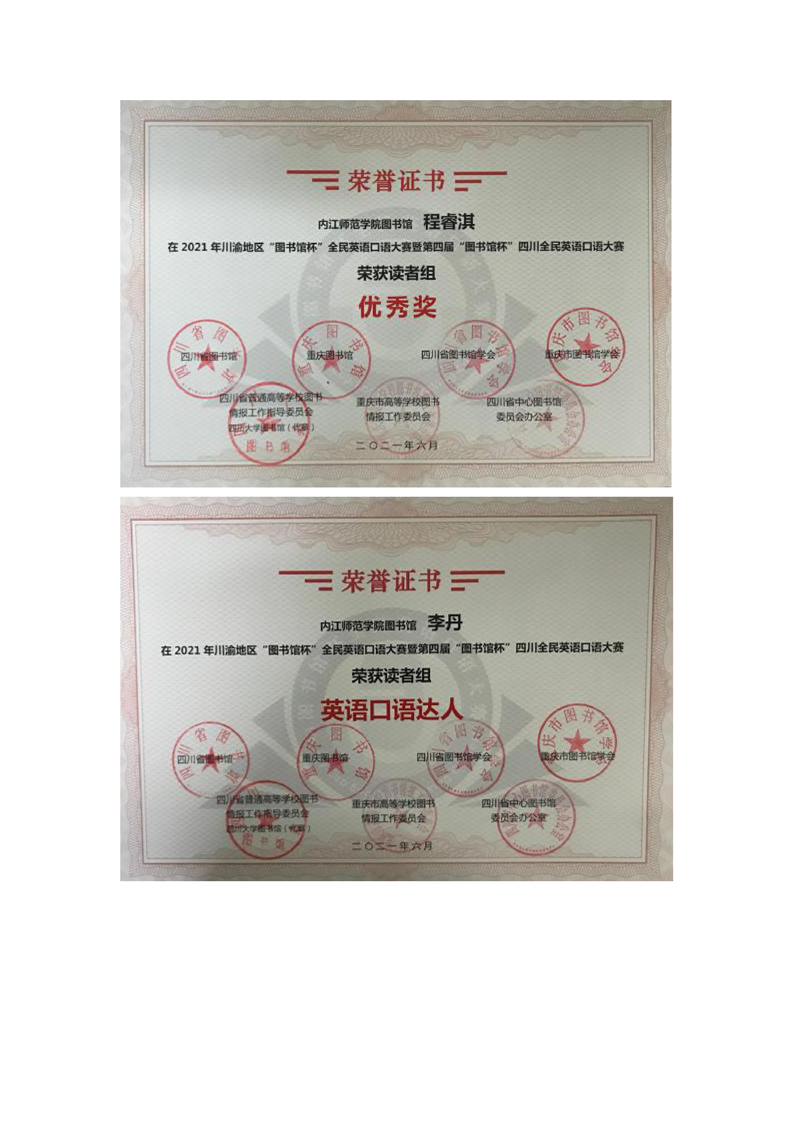 荣誉证书
内江师范学院图书馆 程睿淇
在 2021 年川渝地区“图书馆杯”全民英语口语大赛暨第四届“图书馆杯”四川全民英语口语大赛
荣获读者组
优秀奖
四川省图书馆 重庆图书馆 四川省图书馆学会 重庆市图书馆学会
四川省普通高等学校图书 重庆市高等学校图书 四川省中心图书馆
情报工作指导委员会 情报工作委员会 委员会办公室
四川大学图书馆（代章）
二〇二一年六月
荣誉证书
内江师范学院图书馆 李丹
在 2021 年川渝地区“图书馆杯”全民英语口语大赛暨第四届“图书馆杯”四川全民英语口语大赛
荣获读者组
英语口语达人
四川省图书馆 重庆图书馆 四川省图书馆学会 重庆市图书馆学会
四川省普通高等学校图书 重庆市高等学校图书 四川省中心图书馆
情报工作指导委员会 情报工作委员会 委员会办公室
四川大学图书馆（代章）
二〇二一年六月